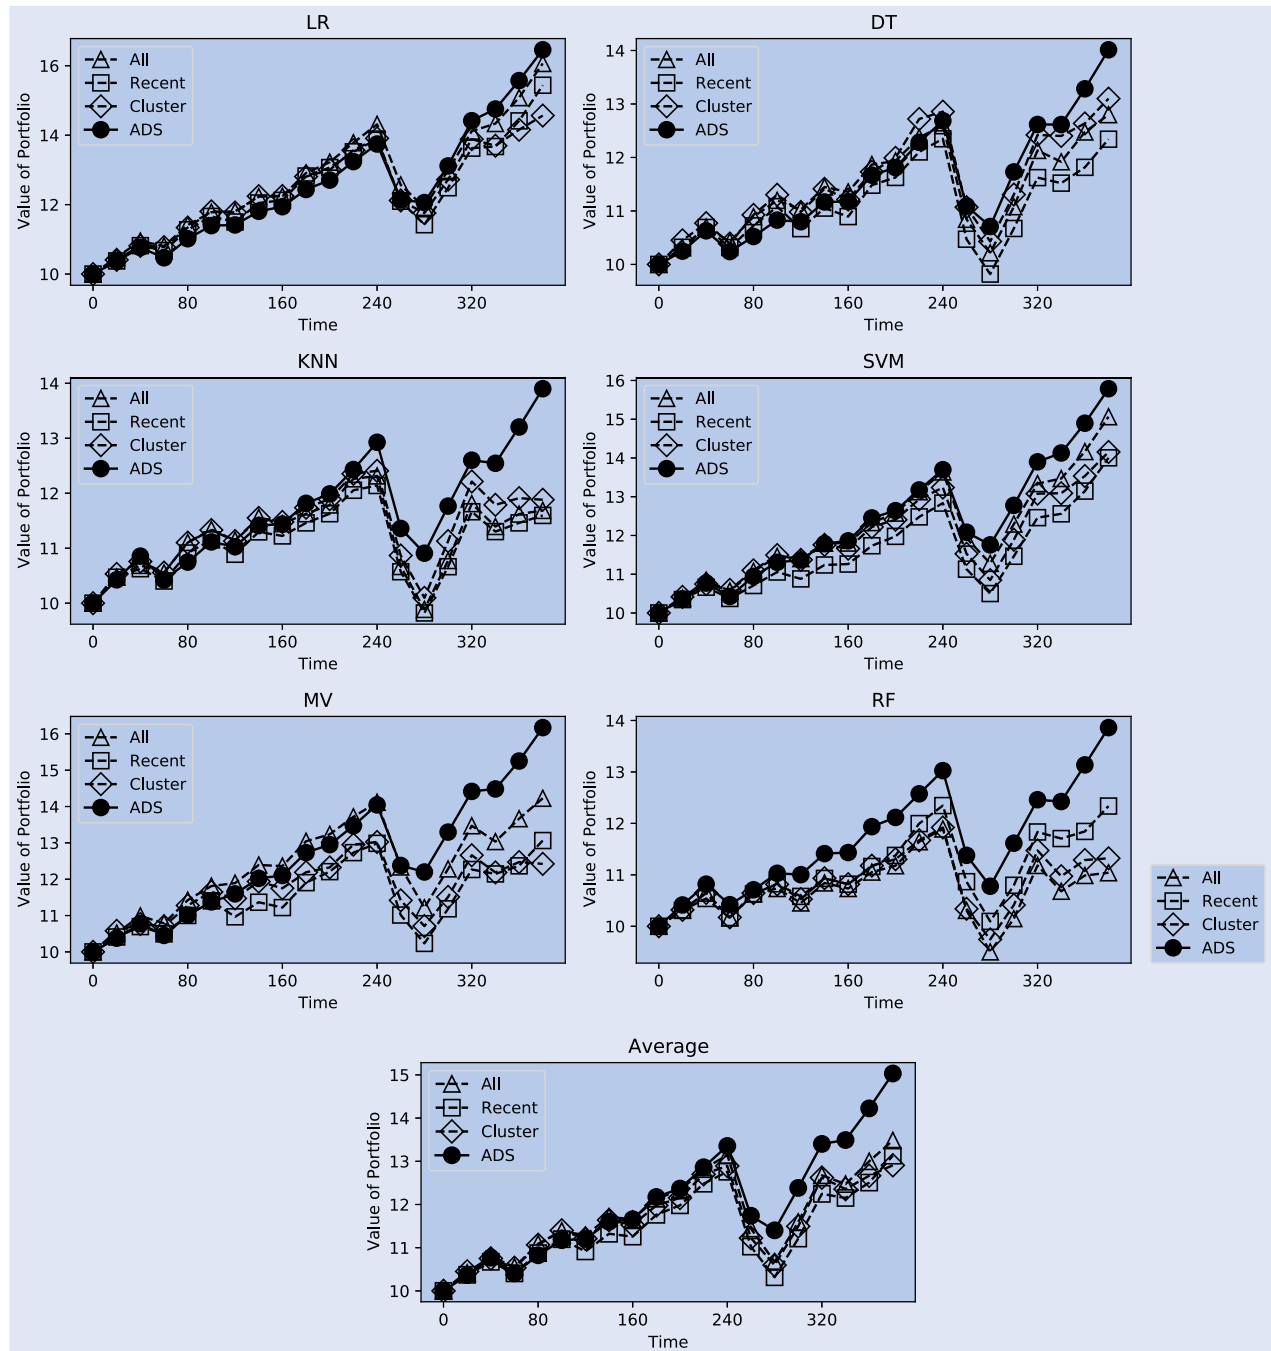 LR
Value of Portfolio
16
14
12
10
All
Recent
Cluster
ADS
0 80 160 240 320
Time
DT
Value of Portfolio
14
13
12
11
10
All
Recent
Cluster
ADS
0 80 160 240 320
Time
KNN
Value of Portfolio
14
13
12
11
10
All
Recent
Cluster
ADS
0 80 160 240 320
Time
SVM
Value of Portfolio
16
15
14
13
12
11
10
All
Recent
Cluster
ADS
0 80 160 240 320
Time
MV
Value of Portfolio
16
15
14
13
12
11
10
All
Recent
Cluster
ADS
0 80 160 240 320
Time
RF
Value of Portfolio
14
13
12
11
10
0 80 160 240 320
Time
All
Recent
Cluster
ADS
Average
Value of Portfolio
15
14
13
12
11
10
All
Recent
Cluster
ADS
0 80 160 240 320
Time